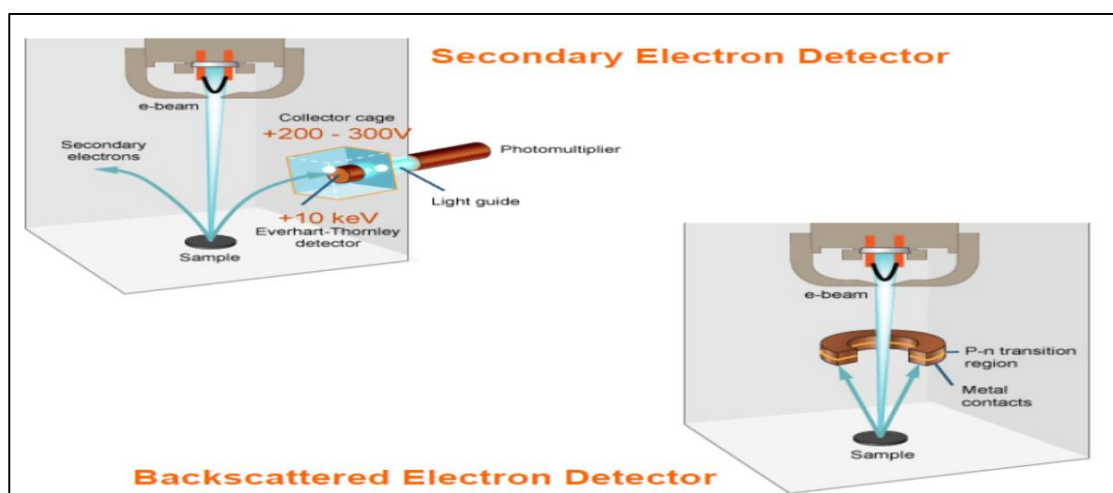 Secondary Electron Detector
e-beam
Collector cage
+200 - 300V
Secondary
electrons
Photomultiplier
Light guide
+10 keV
Everhart-Thornley
detector
Sample
e-beam
P-n transition
region
Metal
contacts
Sample
Backscattered Electron Detector